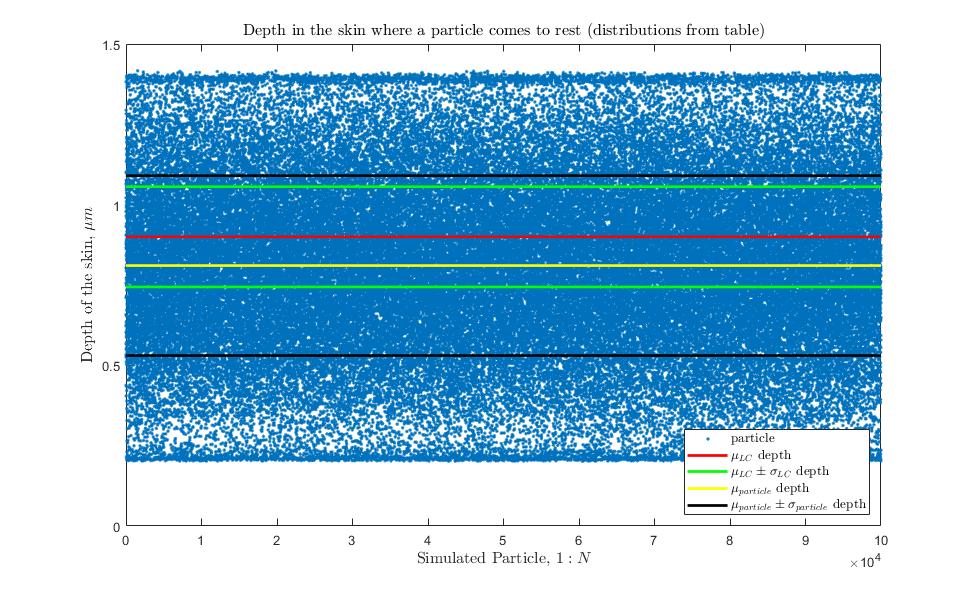 Depth in the skin where a particle comes to rest (distributions from table)
1.5
1
0.5
0
Depth of the skin, μm
0 1 2 3 4 5 6 7 8 9 10
×10⁴
Simulated Particle, 1 : N
particle
μ_LC depth
μ_LC ± σ_LC depth
μ_particle depth
μ_particle ± σ_particle depth